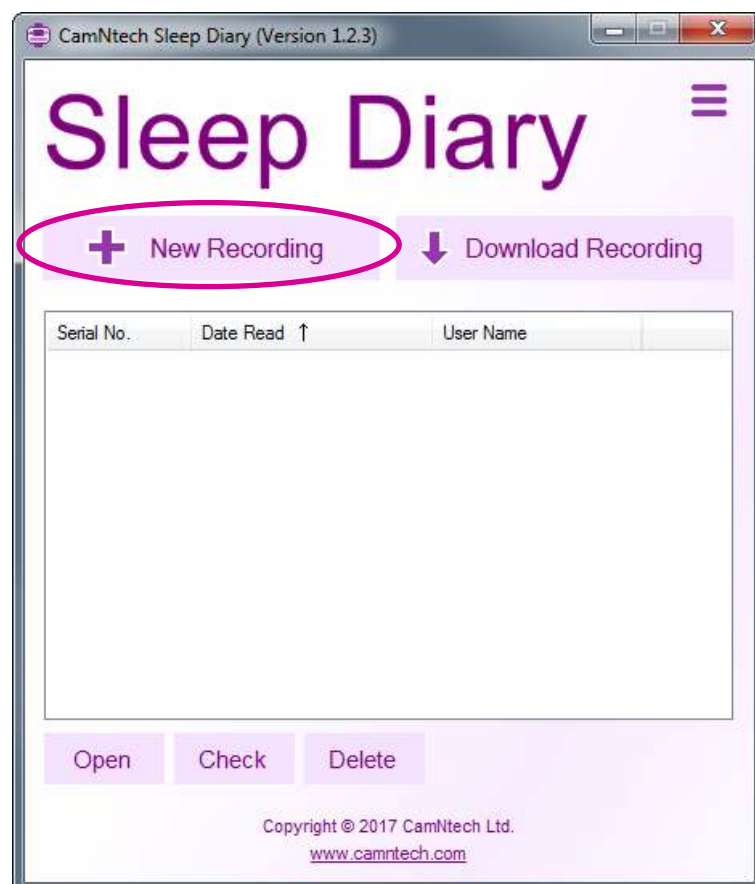 CamNtech Sleep Diary (Version 1.2.3)
Sleep Diary
New Recording
Download Recording
Serial No. Date Read ↑ User Name
Open Check Delete
Copyright © 2017 CamNtech Ltd.
www.camntech.com